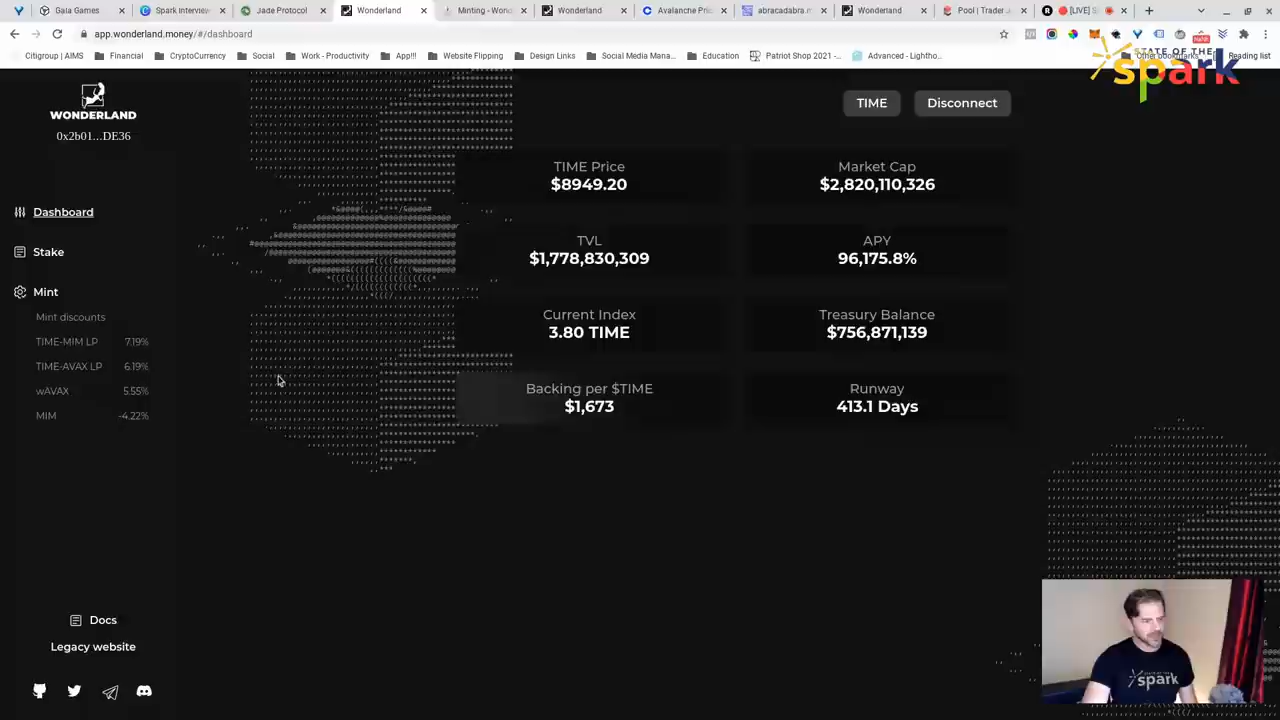 Gaia Games
Spark Interview
Jade Protocol
Wonderland
Minting - Wond
Wonderland
Avalanche Pric
abracadabra.m
Wonderland
Pool | Trader
[LIVE] S
app.wonderland.money/#/dashboard
Citigroup | AIMS
Financial
CryptoCurrency
Social
Work - Productivity
App!!!
Website Flipping
Design Links
Social Media Mana...
Education
Patriot Shop 2021 -...
Advanced - Lightho...
Other bookmarks
Reading list
STATE OF THE
spark
WONDERLAND
0x2b01...DE36
TIME
Disconnect
Dashboard
Stake
Mint
Mint discounts
TIME-MIM LP 7.19%
TIME-AVAX LP 6.19%
wAVAX 5.55%
MIM -4.22%
TIME Price
$8949.20
Market Cap
$2,820,110,326
TVL
$1,778,830,309
APY
96,175.8%
Current Index
3.80 TIME
Treasury Balance
$756,871,139
Backing per $TIME
$1,673
Runway
413.1 Days
Docs
Legacy website
spark